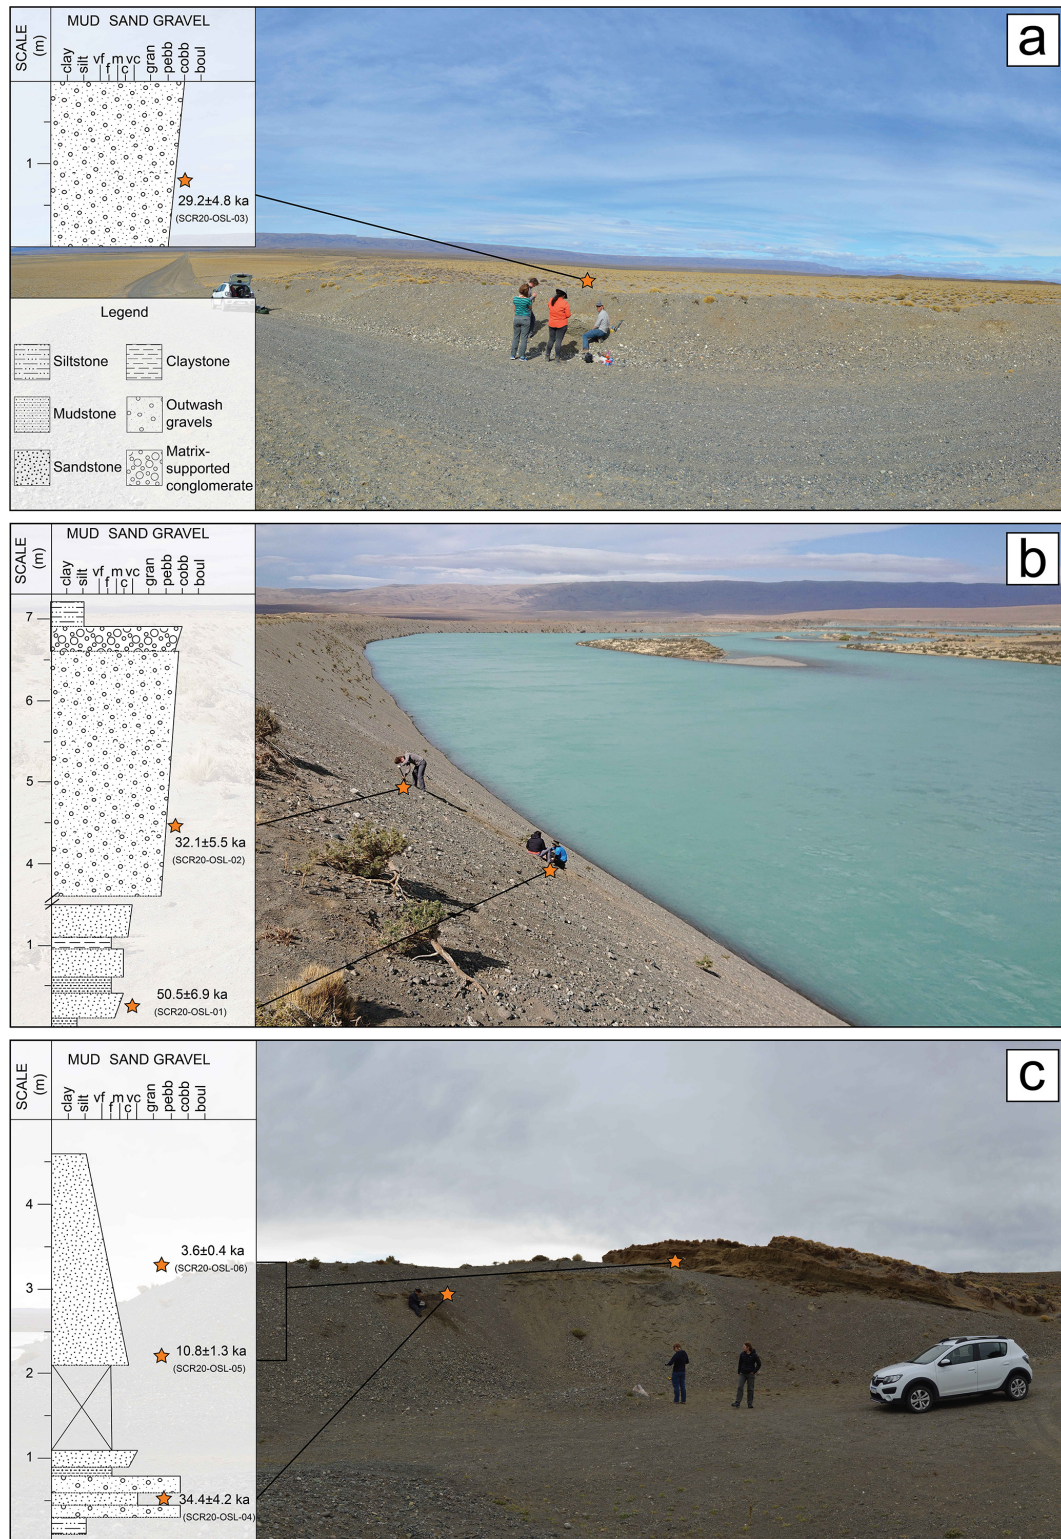 a
SCALE (m)
MUD SAND GRAVEL
clay silt vf f m c vc gran pebb cobb boul
1
29.2±4.8 ka
(SCR20-OSL-03)
Legend
Siltstone
Claystone
Mudstone
Outwash
gravels
Sandstone
Matrix-
supported
conglomerate
b
SCALE (m)
MUD SAND GRAVEL
clay silt vf f m c vc gran pebb cobb boul
7
6
5
32.1±5.5 ka
(SCR20-OSL-02)
4
1
50.5±6.9 ka
(SCR20-OSL-01)
c
SCALE (m)
MUD SAND GRAVEL
clay silt vf f m c vc gran pebb cobb boul
4
3.6±0.4 ka
(SCR20-OSL-06)
3
10.8±1.3 ka
(SCR20-OSL-05)
2
1
34.4±4.2 ka
(SCR20-OSL-04)